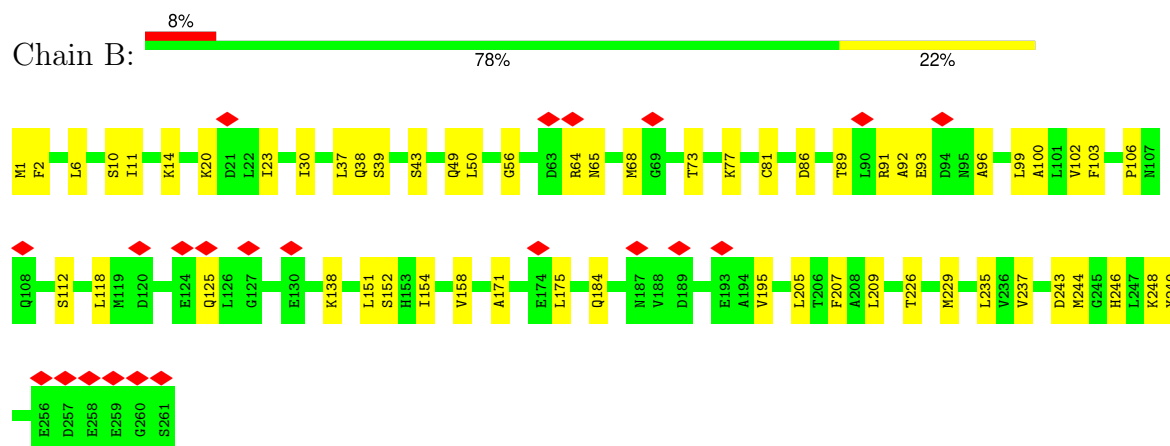 8%
Chain B:
78% 22%
M1 F2 L6 S10 I11 K14 K20 D21 L22 I23 I30 L37 Q38 S39 S43 Q49 L50 G56 D63 R64 N65 M68 G69 T73 K77 C81 D86 T89 L90 R91 A92 E93 D94 N95 A96 L99 A100 L101 V102 F103 P106 N107
Q108 S112 L118 M119 D120 E124 Q125 L126 G127 E130 K138 L151 S152 H153 I154 V158 A171 E174 L175 Q184 N187 V188 D189 E193 A194 V195 L205 T206 F207 A208 L209 T226 M229 L235 V236 V237 D243 M244 G245 H246 L247 K248
E256 D257 E258 E259 G260 S261